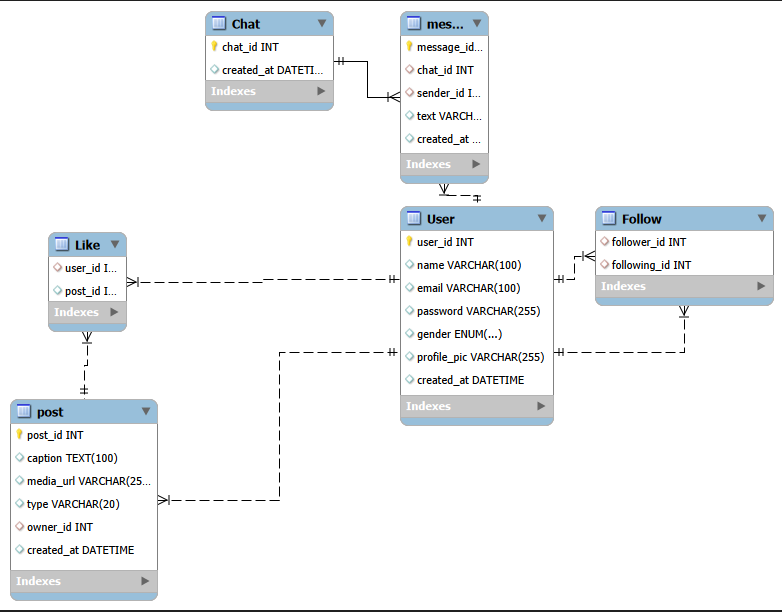 Chat
chat_id INT
created_at DATETI...
Indexes
mes...
message_id...
chat_id INT
sender_id I...
text VARCH...
created_at ...
Indexes
User
user_id INT
name VARCHAR(100)
email VARCHAR(100)
password VARCHAR(255)
gender ENUM(...)
profile_pic VARCHAR(255)
created_at DATETIME
Indexes
Follow
follower_id INT
following_id INT
Indexes
Like
user_id I...
post_id I...
Indexes
post
post_id INT
caption TEXT(100)
media_url VARCHAR(25...
type VARCHAR(20)
owner_id INT
created_at DATETIME
Indexes